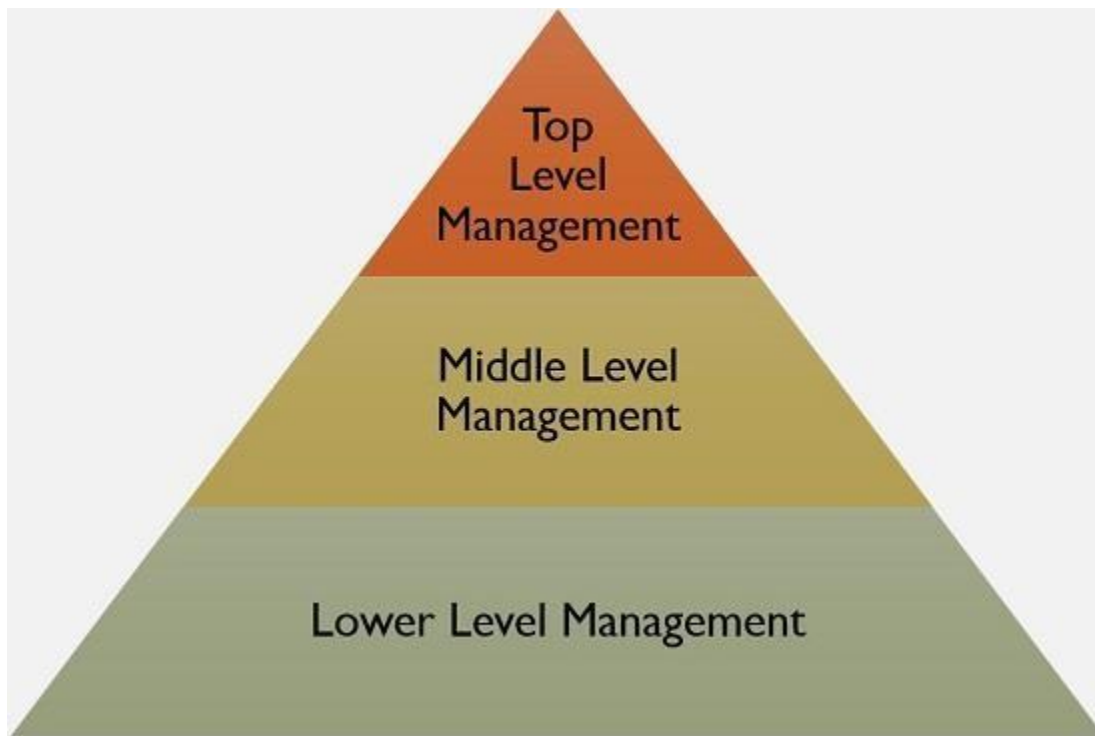 Top
Level
Management
Middle Level
Management
Lower Level Management